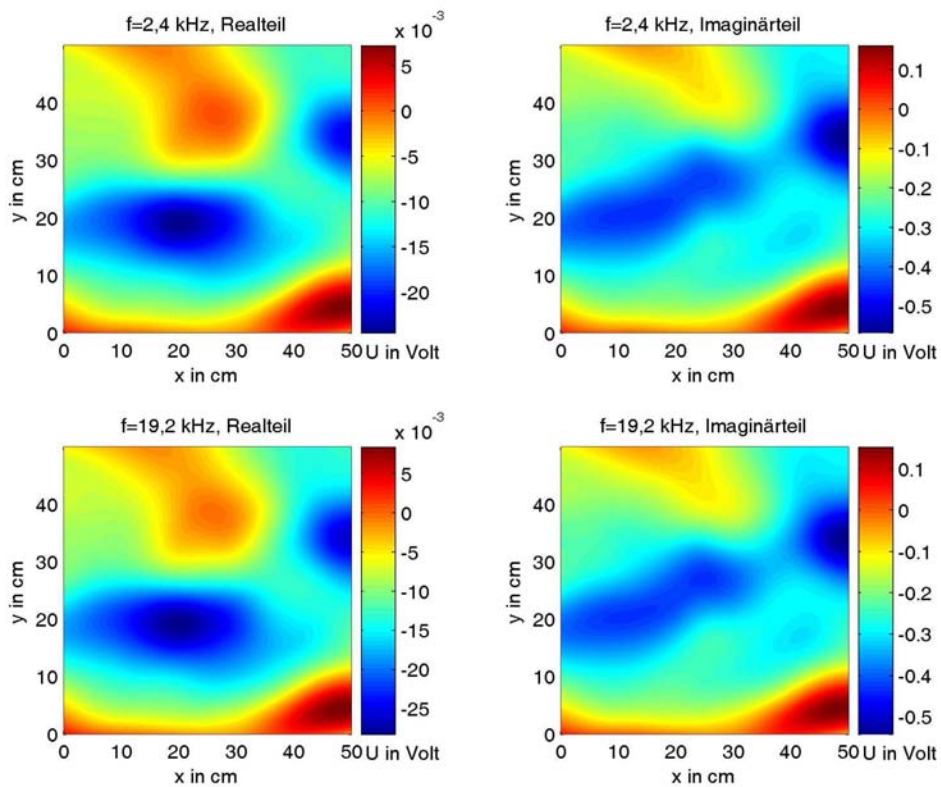 f=2,4 kHz, Realteil
x 10⁻³
y in cm
40
30
20
10
0
0 10 20 30 40 50
x in cm
5
0
-5
-10
-15
-20
U in Volt
f=2,4 kHz, Imaginärteil
y in cm
40
30
20
10
0
0 10 20 30 40 50
x in cm
0.1
0
-0.1
-0.2
-0.3
-0.4
-0.5
U in Volt
f=19,2 kHz, Realteil
x 10⁻³
y in cm
40
30
20
10
0
0 10 20 30 40 50
x in cm
5
0
-5
-10
-15
-20
-25
U in Volt
f=19,2 kHz, Imaginärteil
y in cm
40
30
20
10
0
0 10 20 30 40 50
x in cm
0.1
0
-0.1
-0.2
-0.3
-0.4
-0.5
U in Volt